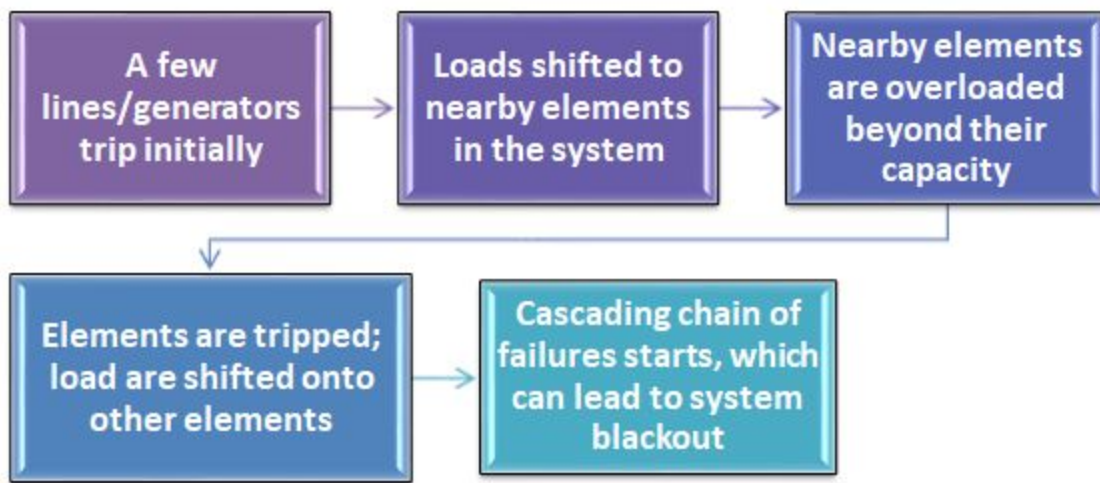 A few
lines/generators
trip initially
Loads shifted to
nearby elements
in the system
Nearby elements
are overloaded
beyond their
capacity
Elements are tripped;
load are shifted onto
other elements
Cascading chain of
failures starts, which
can lead to system
blackout